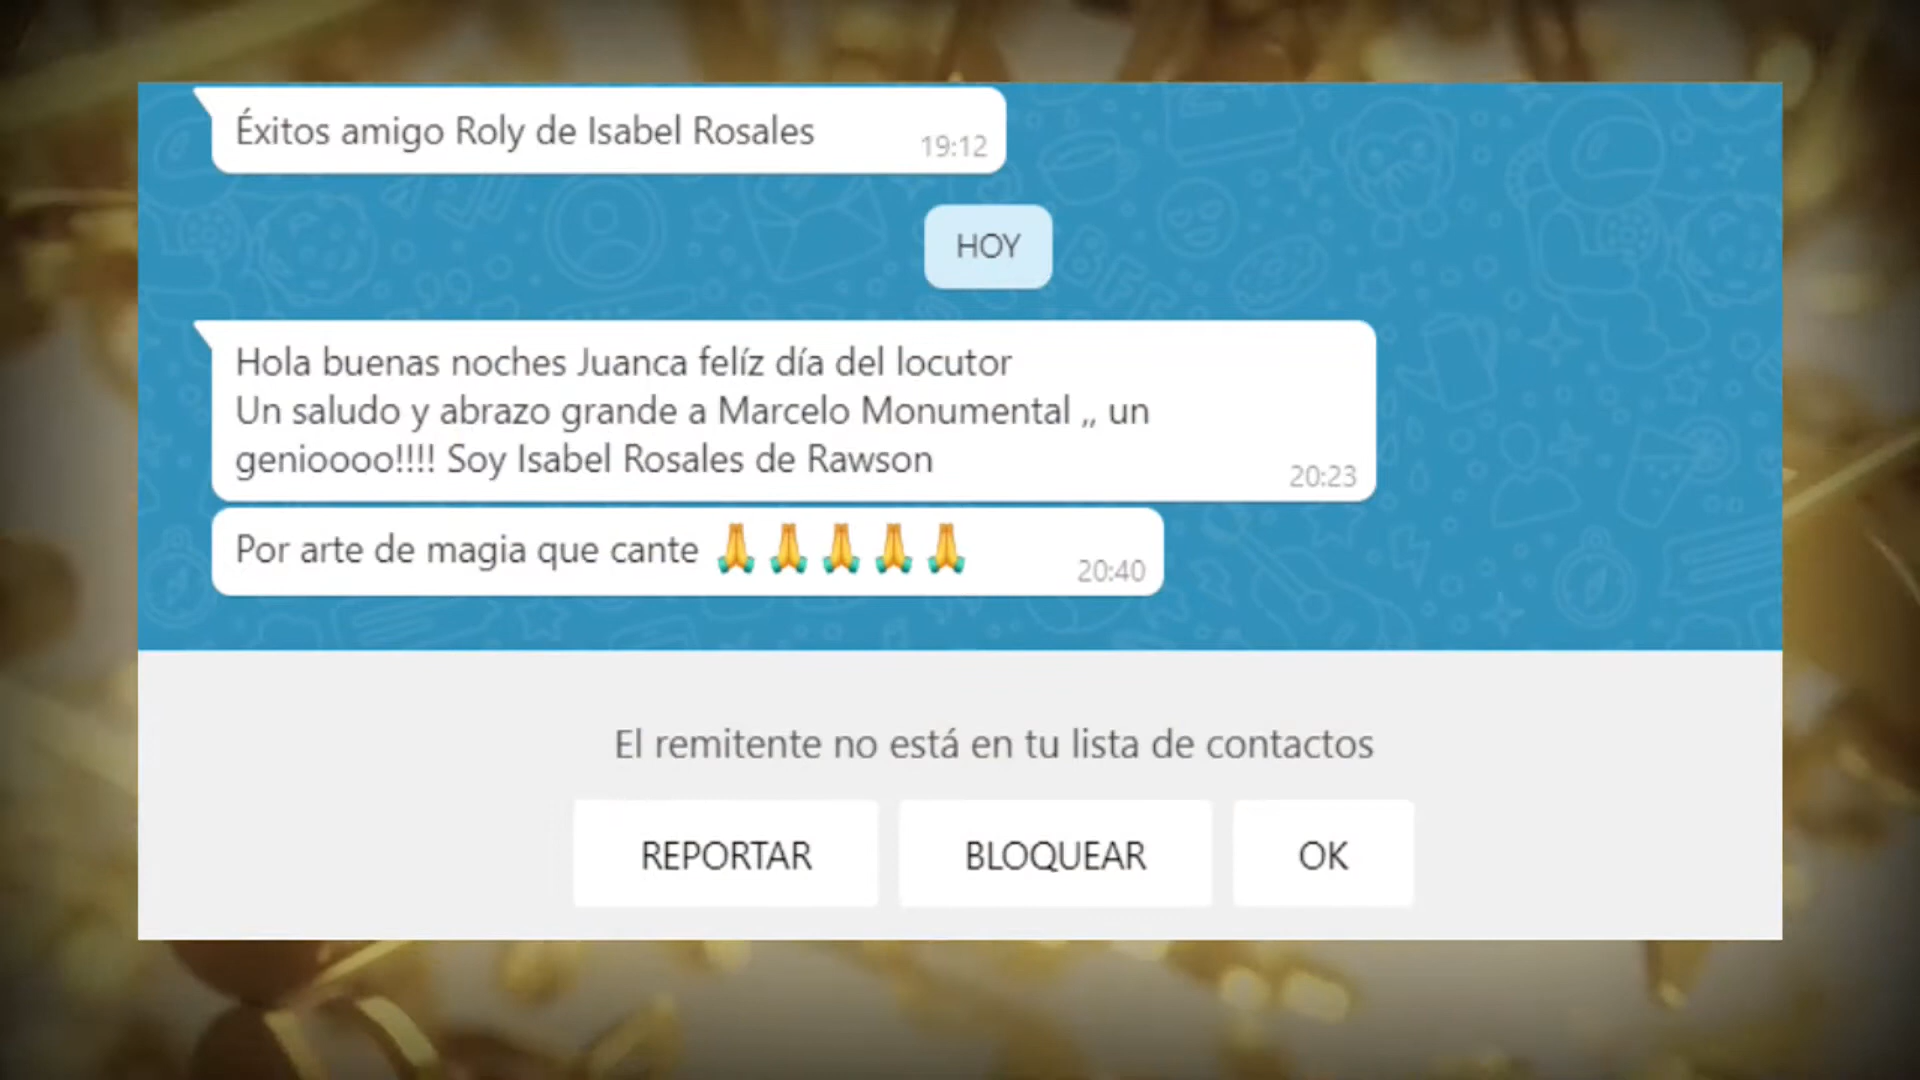 Éxitos amigo Roly de Isabel Rosales
19:12
HOY
Hola buenas noches Juanca felíz día del locutor
Un saludo y abrazo grande a Marcelo Monumental ,, un
genioooo!!!! Soy Isabel Rosales de Rawson
20:23
Por arte de magia que cante 🙏🙏🙏🙏🙏
20:40
El remitente no está en tu lista de contactos
REPORTAR
BLOQUEAR
OK